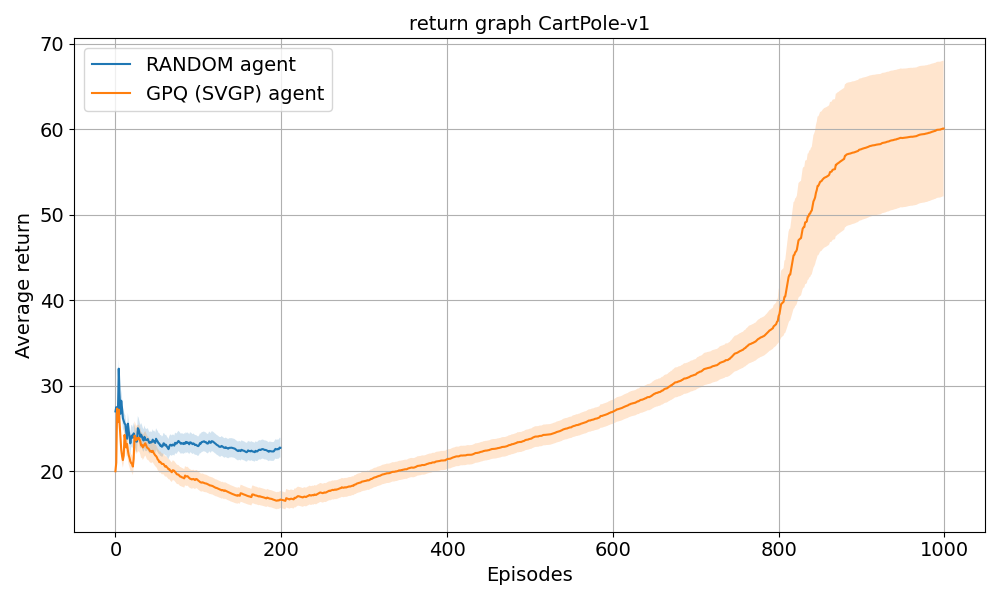 return graph CartPole-v1
RANDOM agent
GPQ (SVGP) agent
Average return
70
60
50
40
30
20
0 200 400 600 800 1000
Episodes